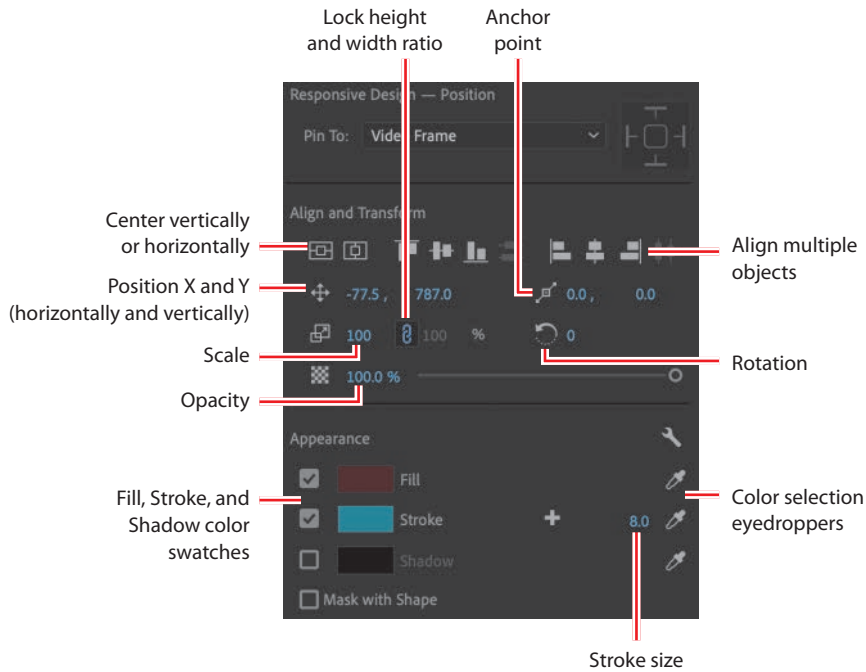 Lock height
and width ratio
Anchor
point
Responsive Design — Position
Pin To: Video Frame
Align and Transform
Center vertically
or horizontally
Align multiple
objects
Position X and Y
(horizontally and vertically)
-77.5 , 787.0 0.0 , 0.0
100 100 % 0
Scale
Rotation
100.0 %
Opacity
Appearance
Fill
Fill, Stroke, and
Shadow color
swatches
Color selection
eyedroppers
Stroke 8.0
Shadow
Mask with Shape
Stroke size